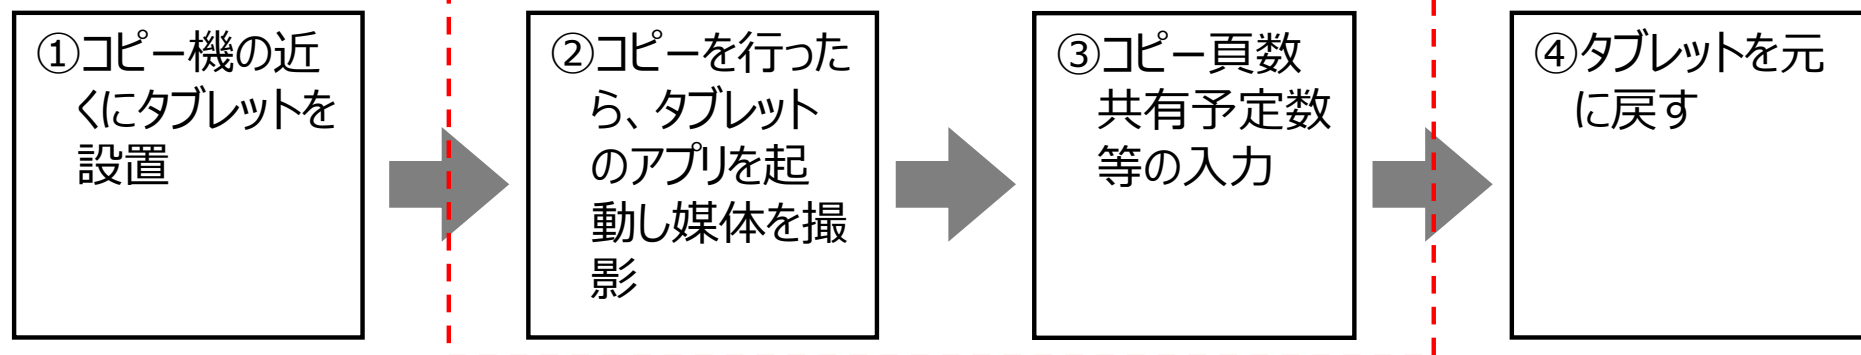 ①コピー機の近
くにタブレットを
設置
②コピーを行った
ら、タブレット
のアプリを起
動し媒体を撮
影
③コピー頁数
共有予定数
等の入力
④タブレットを元
に戻す